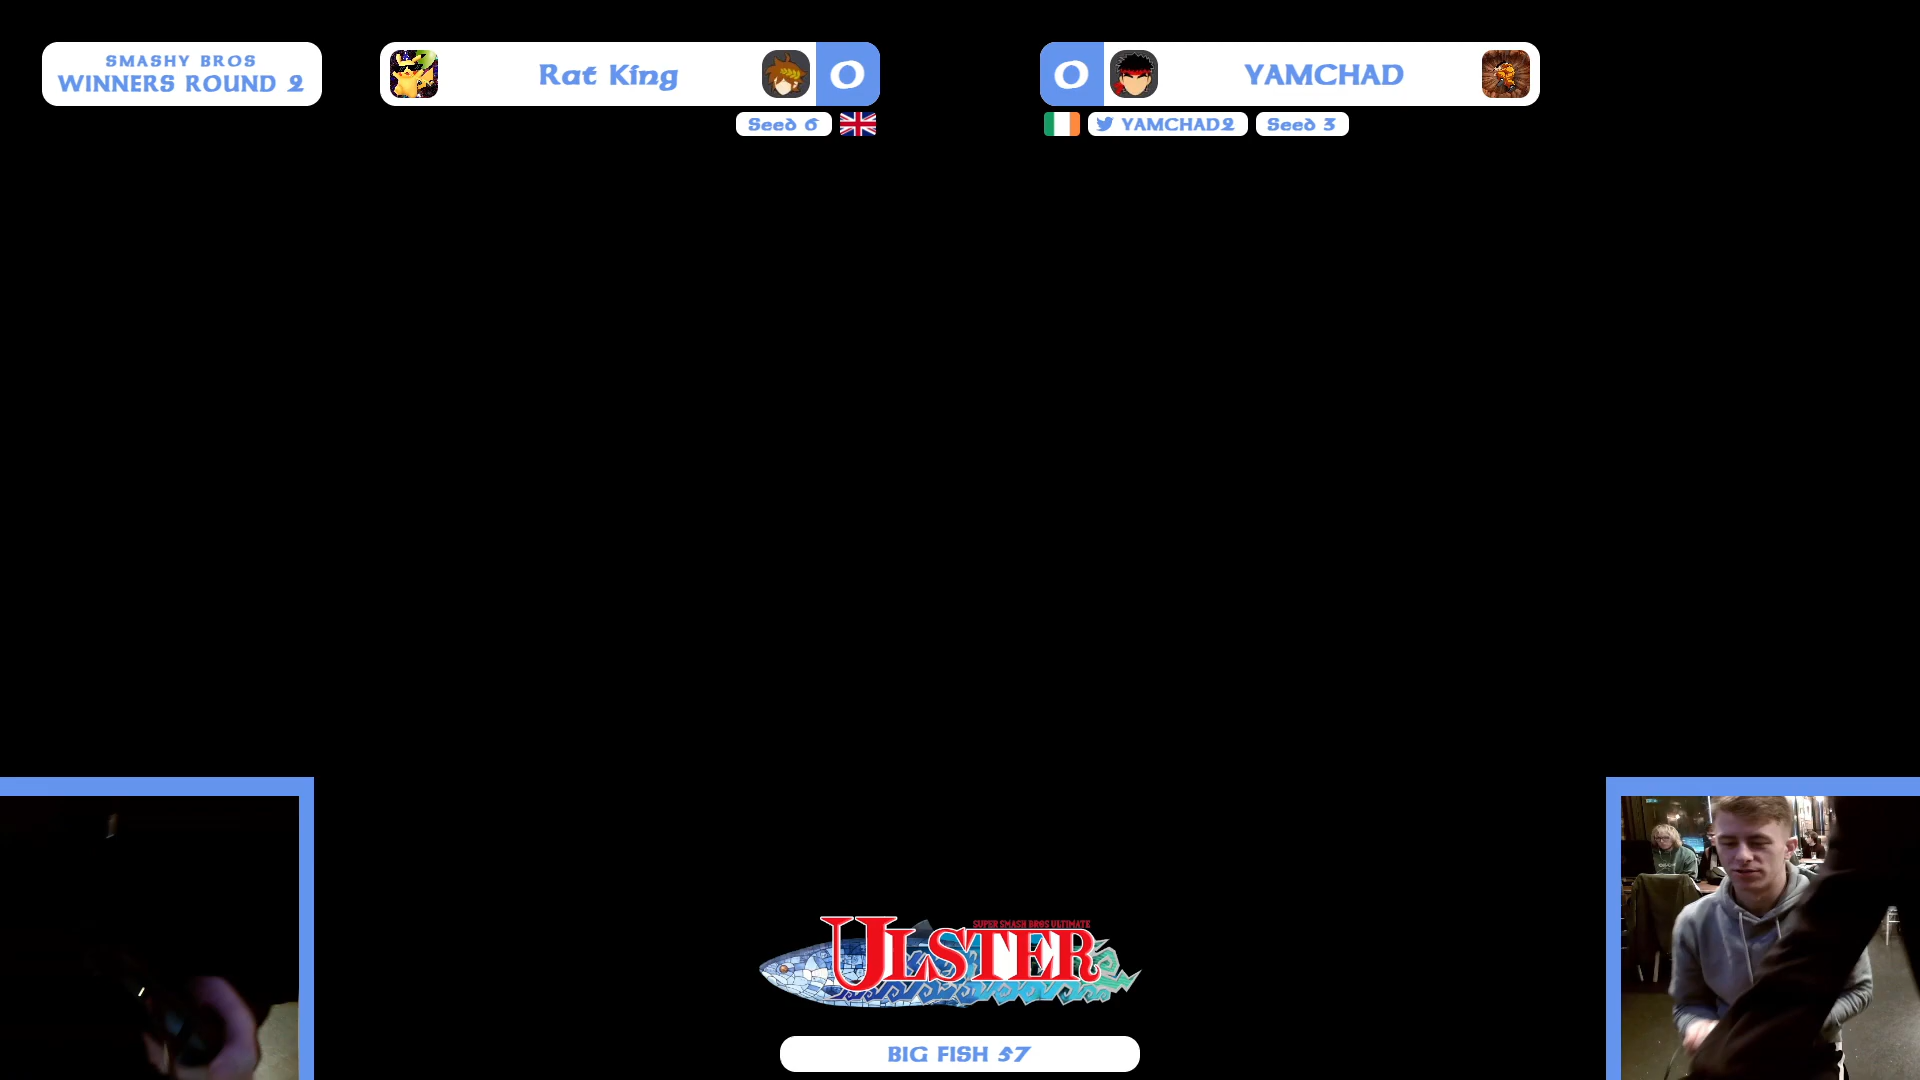 SMASHY BROS
WINNERS ROUND 2
Rat King
0
0
YAMCHAD
Seed 6
YAMCHAD2
Seed 3
SUPER SMASH BROS ULTIMATE
ULSTER
BIG FISH 57